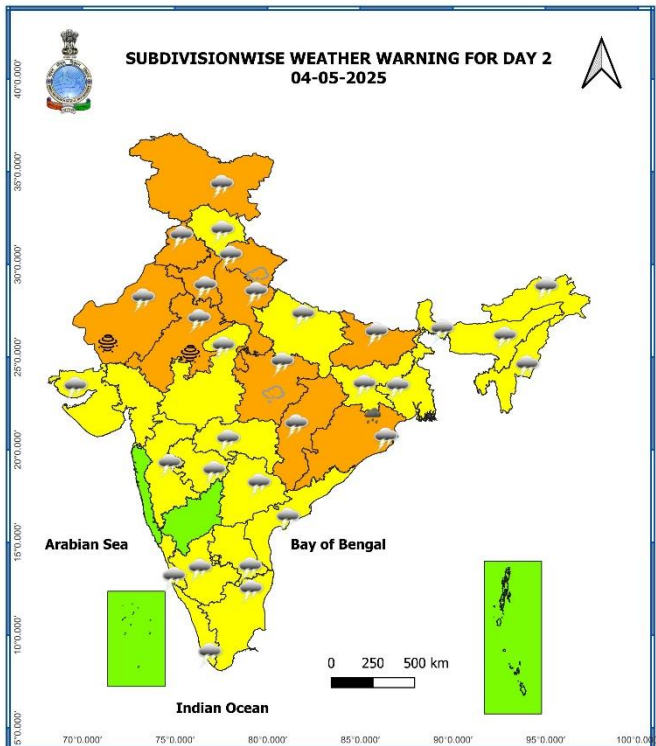 SUBDIVISIONWISE WEATHER WARNING FOR DAY 2
04-05-2025
40°0.000'
35°0.000'
30°0.000'
25°0.000'
20°0.000'
15°0.000'
10°0.000'
5°0.000'
Arabian Sea
Bay of Bengal
0 250 500 km
Indian Ocean
70°0.000' 75°0.000' 80°0.000' 85°0.000' 90°0.000' 95°0.000' 100°0.000'